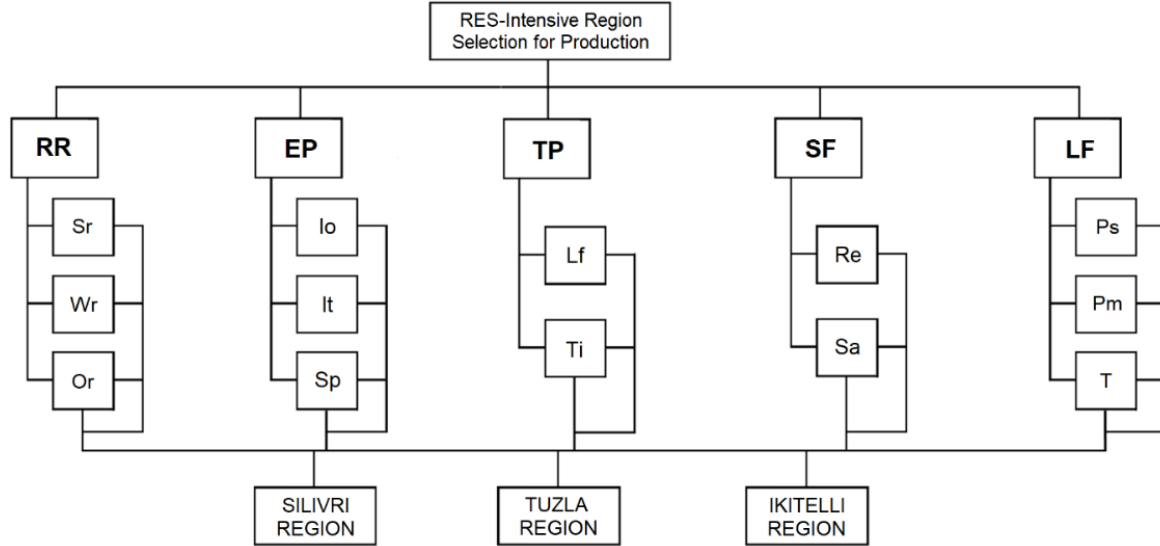 RES-Intensive Region
Selection for Production
RR
EP
TP
SF
LF
Sr
Io
Ps
Lf
Re
Wr
It
Pm
Ti
Sa
Or
Sp
T
SILIVRI
REGION
TUZLA
REGION
IKITELLI
REGION